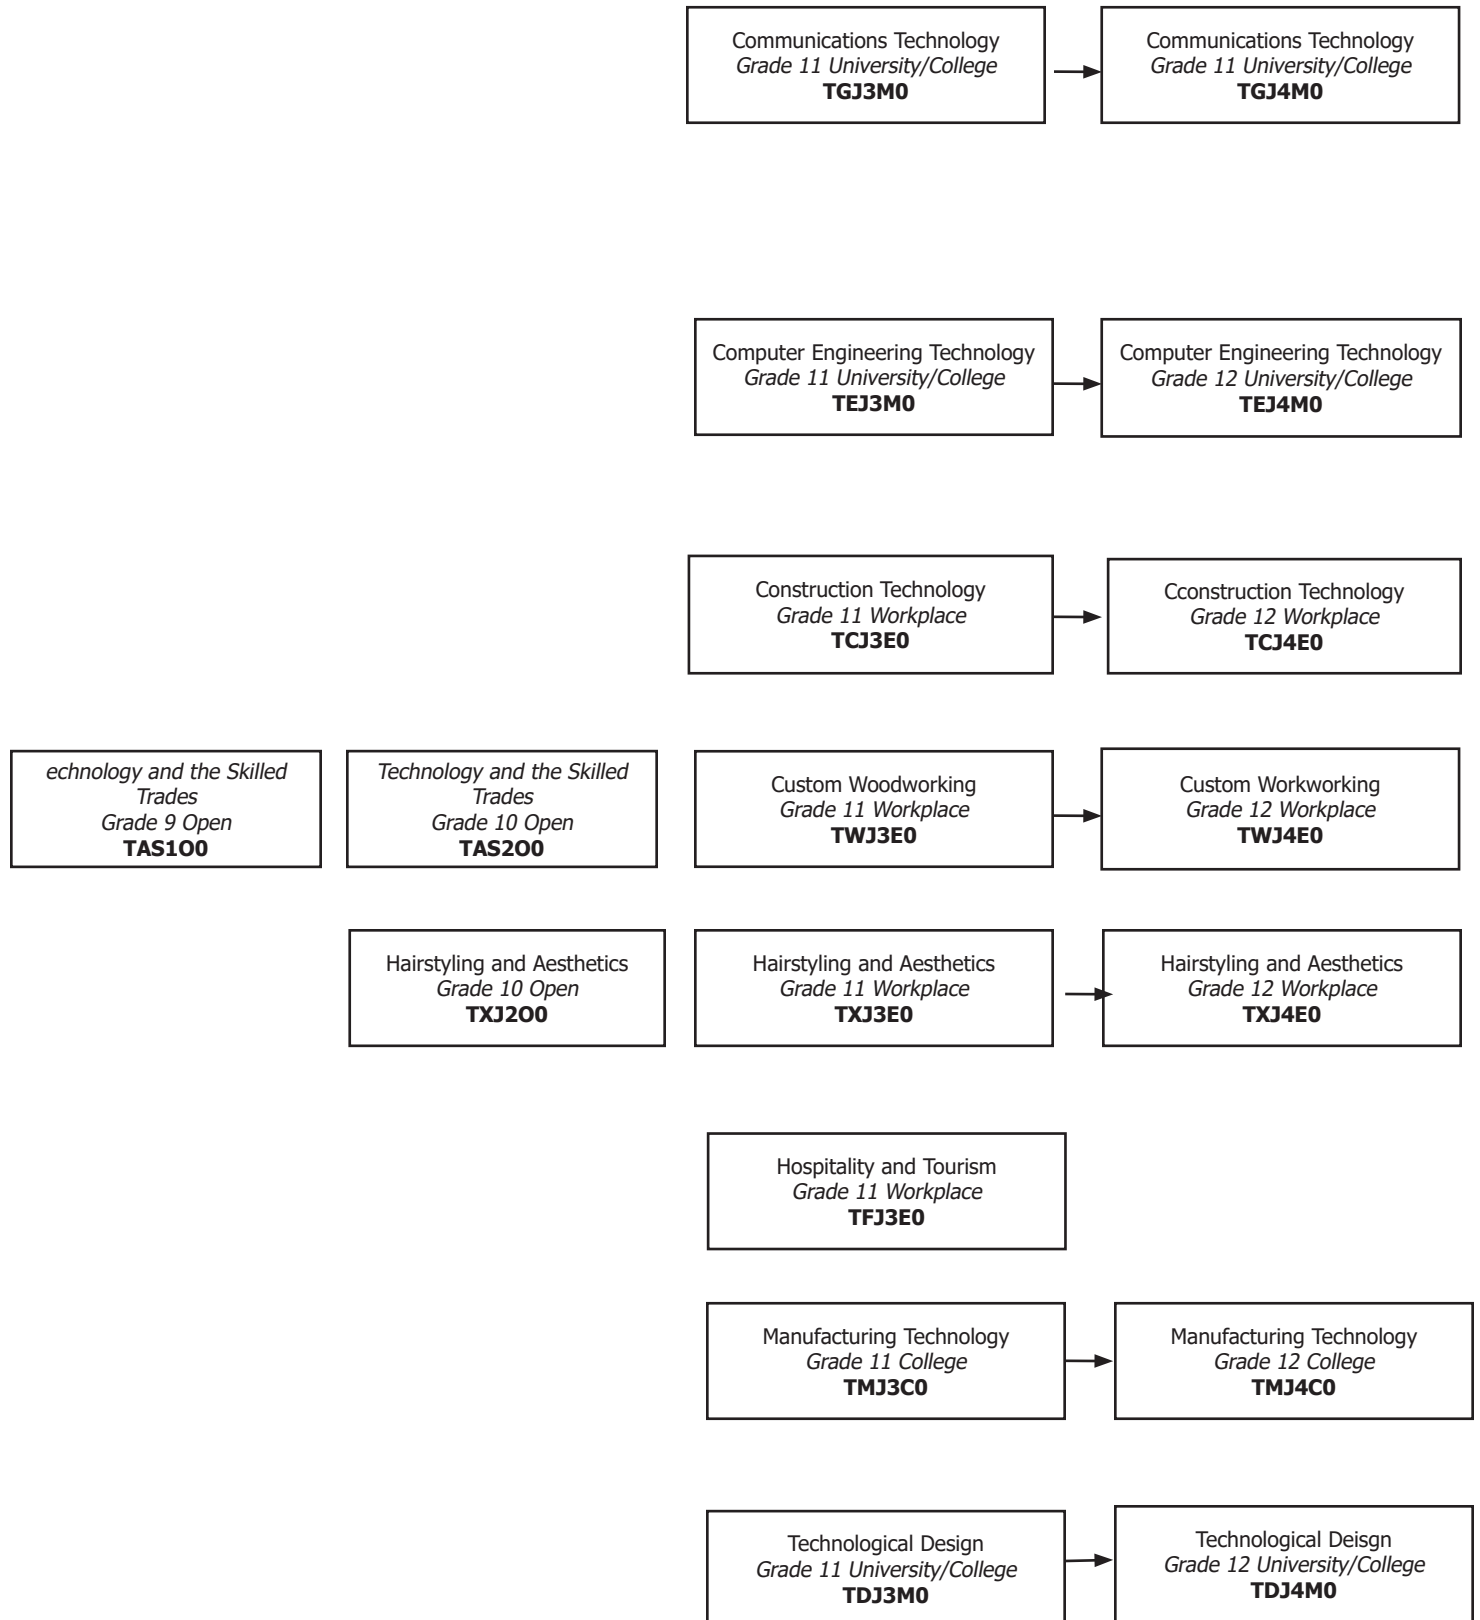 Communications Technology
Grade 11 University/College
TGJ3M0
Communications Technology
Grade 11 University/College
TGJ4M0
Computer Engineering Technology
Grade 11 University/College
TEJ3M0
Computer Engineering Technology
Grade 12 University/College
TEJ4M0
Construction Technology
Grade 11 Workplace
TCJ3E0
Cconstruction Technology
Grade 12 Workplace
TCJ4E0
echnology and the Skilled
Trades
Grade 9 Open
TAS1O0
Technology and the Skilled
Trades
Grade 10 Open
TAS2O0
Custom Woodworking
Grade 11 Workplace
TWJ3E0
Custom Workworking
Grade 12 Workplace
TWJ4E0
Hairstyling and Aesthetics
Grade 10 Open
TXJ2O0
Hairstyling and Aesthetics
Grade 11 Workplace
TXJ3E0
Hairstyling and Aesthetics
Grade 12 Workplace
TXJ4E0
Hospitality and Tourism
Grade 11 Workplace
TFJ3E0
Manufacturing Technology
Grade 11 College
TMJ3C0
Manufacturing Technology
Grade 12 College
TMJ4C0
Technological Design
Grade 11 University/College
TDJ3M0
Technological Deisgn
Grade 12 University/College
TDJ4M0